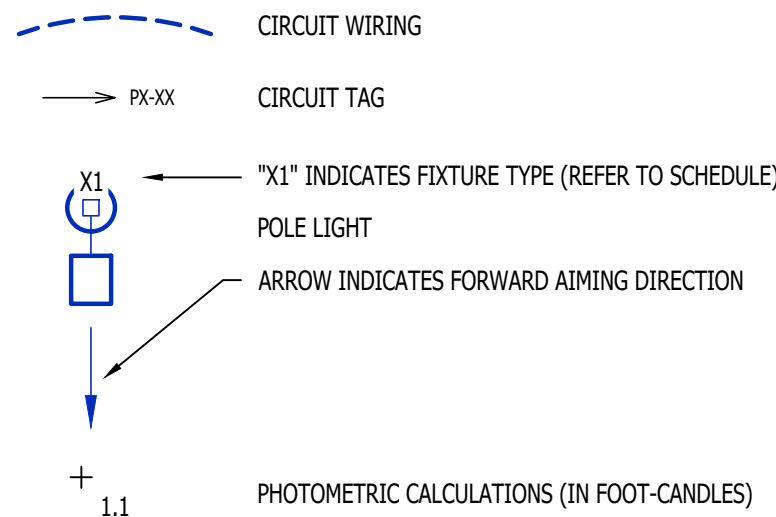 CIRCUIT WIRING
PX-XX CIRCUIT TAG
X1 "X1" INDICATES FIXTURE TYPE (REFER TO SCHEDULE)
POLE LIGHT
ARROW INDICATES FORWARD AIMING DIRECTION
1.1 PHOTOMETRIC CALCULATIONS (IN FOOT-CANDLES)